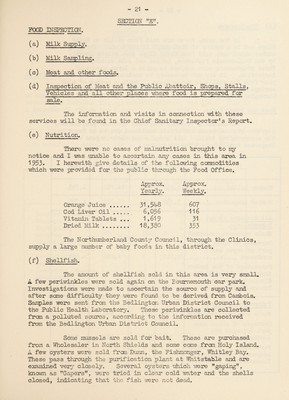 - 21 -
SECTION "E".
FOOD INSPECTION.
(a) Milk Supply.
(b) Milk Sampling.
(c) Meat and other foods.
(d) Inspection of Meat and the Public Abattoir, Shops, Stalls,
Vehicles and all other places where food is prepared for
sale.
The information and visits in connection with these
services will be found in the Chief Sanitary Inspector's Report.
(e) Nutrition.
There were no cases of malnutrition brought to my
notice and I was unable to ascertain any cases in this area in
1953. I herewith give details of the following commodities
which were provided for the public through the Food Office.
Approx. Approx.
Yearly. Weekly.
Orange Juice ...... 31,548 607
Cod Liver Oil ..... 6,056 116
Vitamin Tablets ... 1,619 31
Dried Milk ........ 18,380 353
The Northumberland County Council, through the Clinics,
supply a large number of baby foods in this district.
(f) Shellfish.
The amount of shellfish sold in this area is very small.
A few periwinkles were sold again on the Bournemouth car park.
Investigations were made to ascertain the source of supply and
after some difficulty they were found to be derived from Cambois.
Samples were sent from the Bedlington Urban District Council to
the Public Health Laboratory. These periwinkles are collected
from a polluted source, according to the information received
from the Bedlington Urban District Council.
Some mussels are sold for bait. These are purchased
from a Wholesaler in North Shields and some come from Holy Island.
A few oysters were sold from Dunn, the Fishmonger, Whitley Bay.
These pass through the purification plant at Whitstable and are
examined very closely. Several oysters which were "gaping",
known as "Gapers", were tried in clear cold water and the shells
closed, indicating that the fish were not dead.